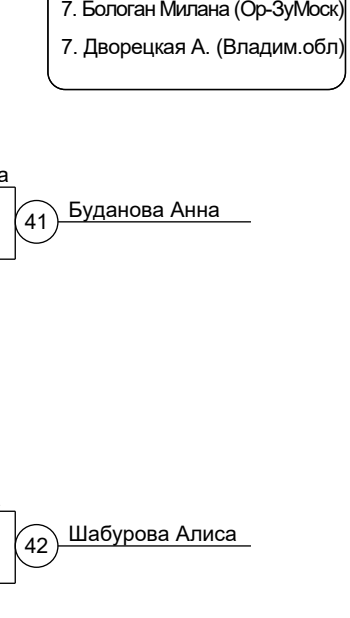 7. Бологан Милана (Ор-ЗуМоск)
7. Дворецкая А. (Владим.обл)
а
41 Буданова Анна
42 Шабурова Алиса